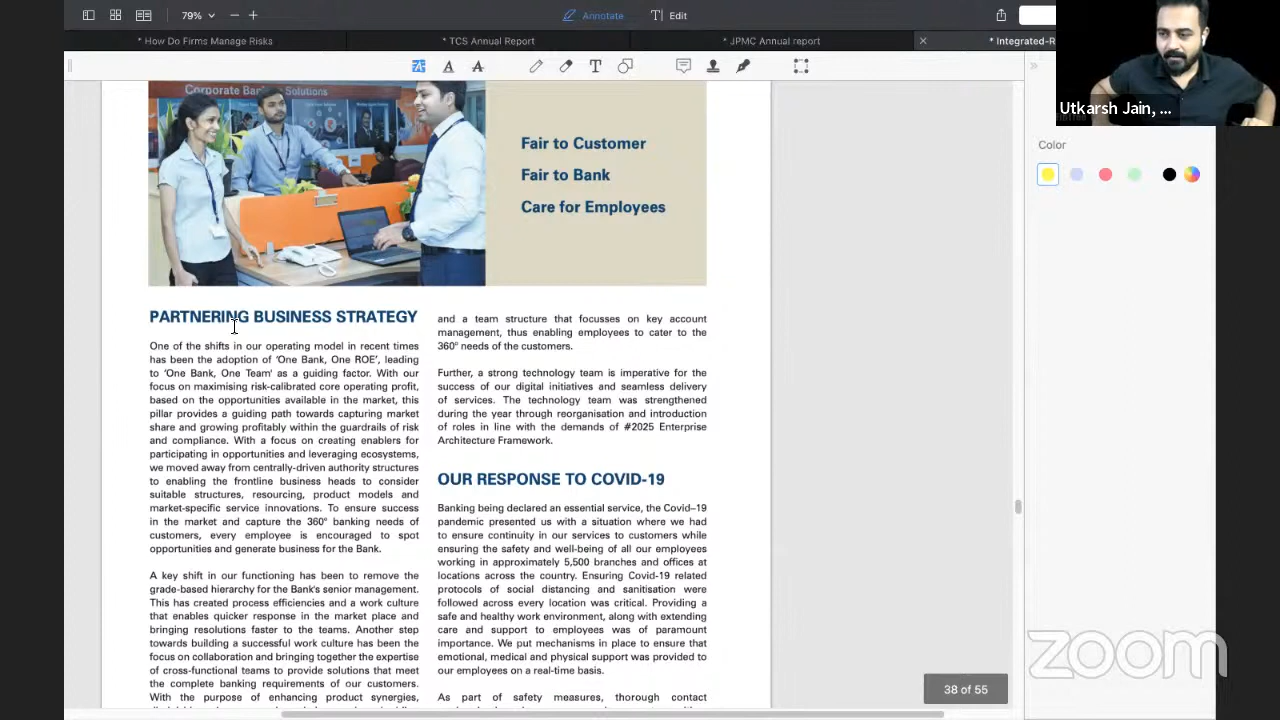 79%
Annotate
Edit
* How Do Firms Manage Risks
* TCS Annual Report
* JPMC Annual report
* Integrated-R
Utkarsh Jain, ...
Color
Corporate Banking Solutions
Fair to Customer
Fair to Bank
Care for Employees
PARTNERING BUSINESS STRATEGY
One of the shifts in our operating model in recent times
has been the adoption of ‘One Bank, One ROE’, leading
to ‘One Bank, One Team’ as a guiding factor. With our
focus on maximising risk-calibrated core operating profit,
based on the opportunities available in the market, this
pillar provides a guiding path towards capturing market
share and growing profitably within the guardrails of risk
and compliance. With a focus on creating enablers for
participating in opportunities and leveraging ecosystems,
we moved away from centrally-driven authority structures
to enabling the frontline business heads to consider
suitable structures, resourcing, product models and
market-specific service innovations. To ensure success
in the market and capture the 360° banking needs of
customers, every employee is encouraged to spot
opportunities and generate business for the Bank.
A key shift in our functioning has been to remove the
grade-based hierarchy for the Bank's senior management.
This has created process efficiencies and a work culture
that enables quicker response in the market place and
bringing resolutions faster to the teams. Another step
towards building a successful work culture has been the
focus on collaboration and bringing together the expertise
of cross-functional teams to provide solutions that meet
the complete banking requirements of our customers.
With the purpose of enhancing product synergies,
and a team structure that focusses on key account
management, thus enabling employees to cater to the
360° needs of the customers.
Further, a strong technology team is imperative for the
success of our digital initiatives and seamless delivery
of services. The technology team was strengthened
during the year through reorganisation and introduction
of roles in line with the demands of #2025 Enterprise
Architecture Framework.
OUR RESPONSE TO COVID-19
Banking being declared an essential service, the Covid–19
pandemic presented us with a situation where we had
to ensure continuity in our services to customers while
ensuring the safety and well-being of all our employees
working in approximately 5,500 branches and offices at
locations across the country. Ensuring Covid-19 related
protocols of social distancing and sanitisation were
followed across every location was critical. Providing a
safe and healthy work environment, along with extending
care and support to employees was of paramount
importance. We put mechanisms in place to ensure that
emotional, medical and physical support was provided to
our employees on a real-time basis.
As part of safety measures, thorough contact
38 of 55
zoom